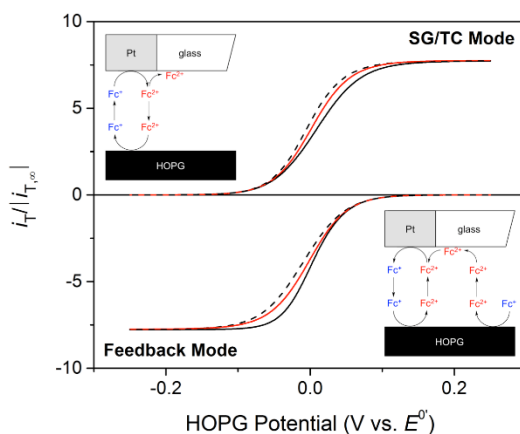 i_T/|i_T,∞|
10
5
0
-5
-10
SG/TC Mode
Pt glass
Fc²⁺
Fc⁺ Fc²⁺
Fc⁺ Fc²⁺
HOPG
Pt glass
Fc²⁺
Fc⁺ Fc²⁺ Fc²⁺
Fc⁺ Fc²⁺ Fc²⁺ Fc⁺
HOPG
Feedback Mode
-0.2 0.0 0.2
HOPG Potential (V vs. E⁰')